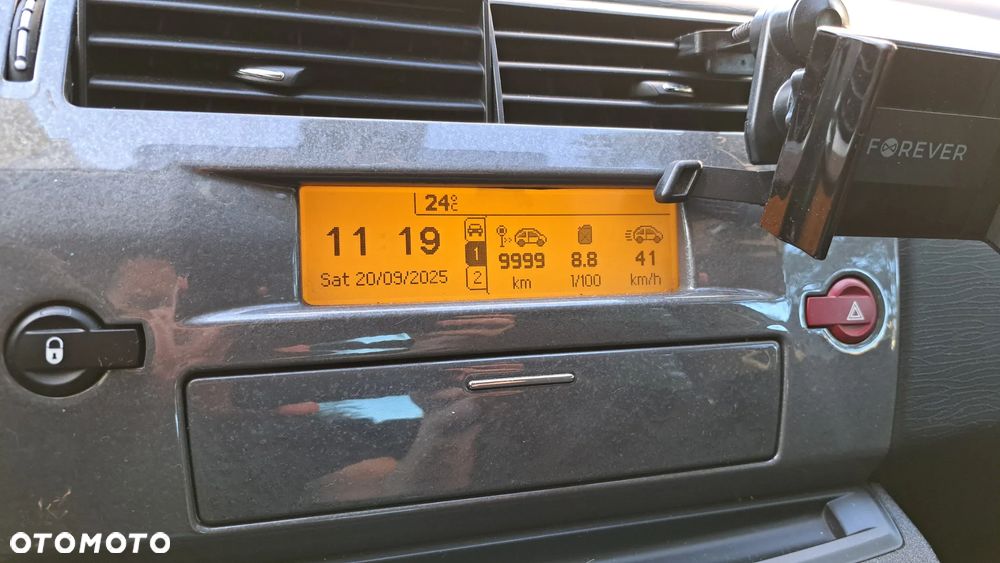 24°C
11 19
Sat 20/09/2025
1
2
9999
km
8.8
l/100
41
km/h
FOREVER
OTOMOTO